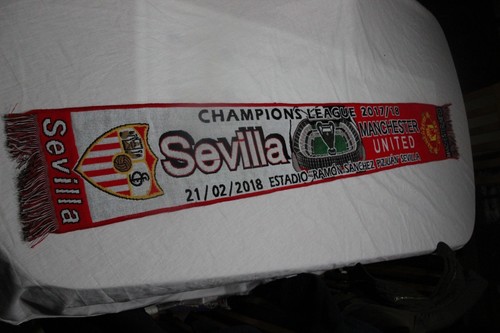 Sevilla
CHAMPIONS LEAGUE 2017/18
Sevilla
MANCHESTER
UNITED
21/02/2018 ESTADIO RAMON SANCHEZ PIZJUAN SEVILLA